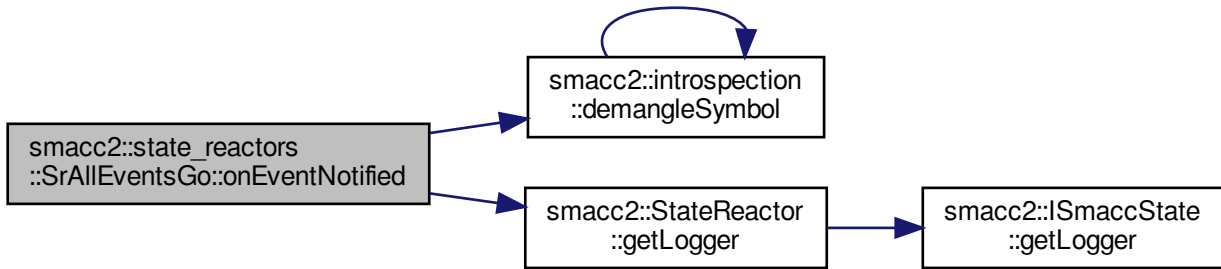 smacc2::state_reactors
::SrAllEventsGo::onEventNotified
smacc2::introspection
::demangleSymbol
smacc2::StateReactor
::getLogger
smacc2::ISmaccState
::getLogger